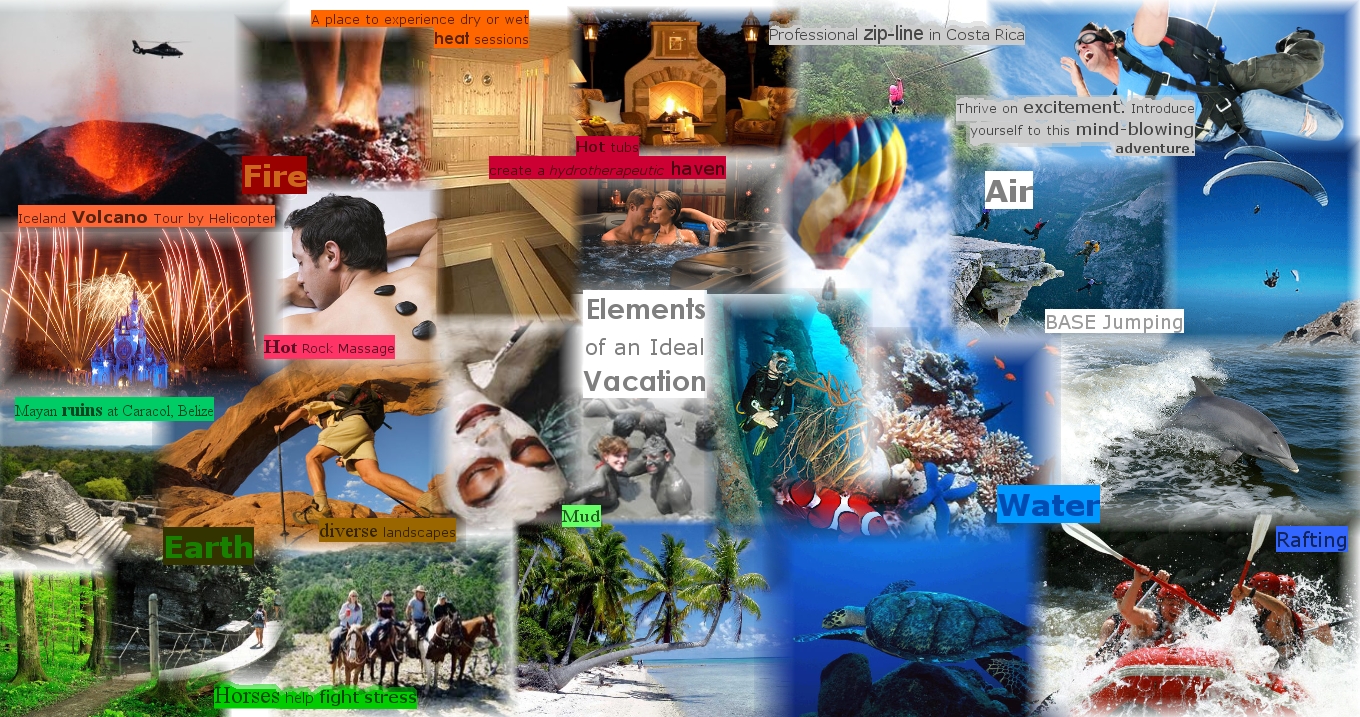 A place to experience dry or wet
heat sessions
Professional zip-line in Costa Rica
Thrive on excitement. Introduce
yourself to this mind-blowing
adventure.
Hot tubs
create a hydrotherapeutic haven
Fire
Air
Iceland Volcano Tour by Helicopter
Elements
of an Ideal
Vacation
BASE Jumping
Hot Rock Massage
Mayan ruins at Caracol, Belize
Water
Mud
diverse landscapes
Rafting
Earth
Horses help fight stress